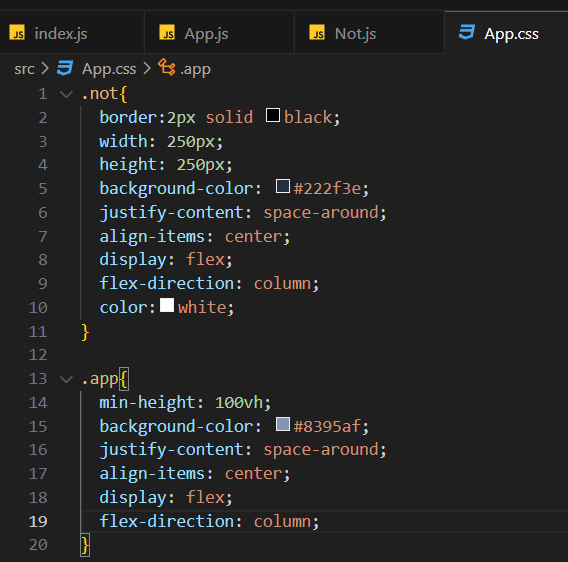 JS index.js JS App.js JS Not.js App.css
src > App.css > .app
1 .not{
2 border:2px solid black;
3 width: 250px;
4 height: 250px;
5 background-color: #222f3e;
6 justify-content: space-around;
7 align-items: center;
8 display: flex;
9 flex-direction: column;
10 color:white;
11 }
12
13 .app{
14 min-height: 100vh;
15 background-color: #8395af;
16 justify-content: space-around;
17 align-items: center;
18 display: flex;
19 flex-direction: column;
20 }